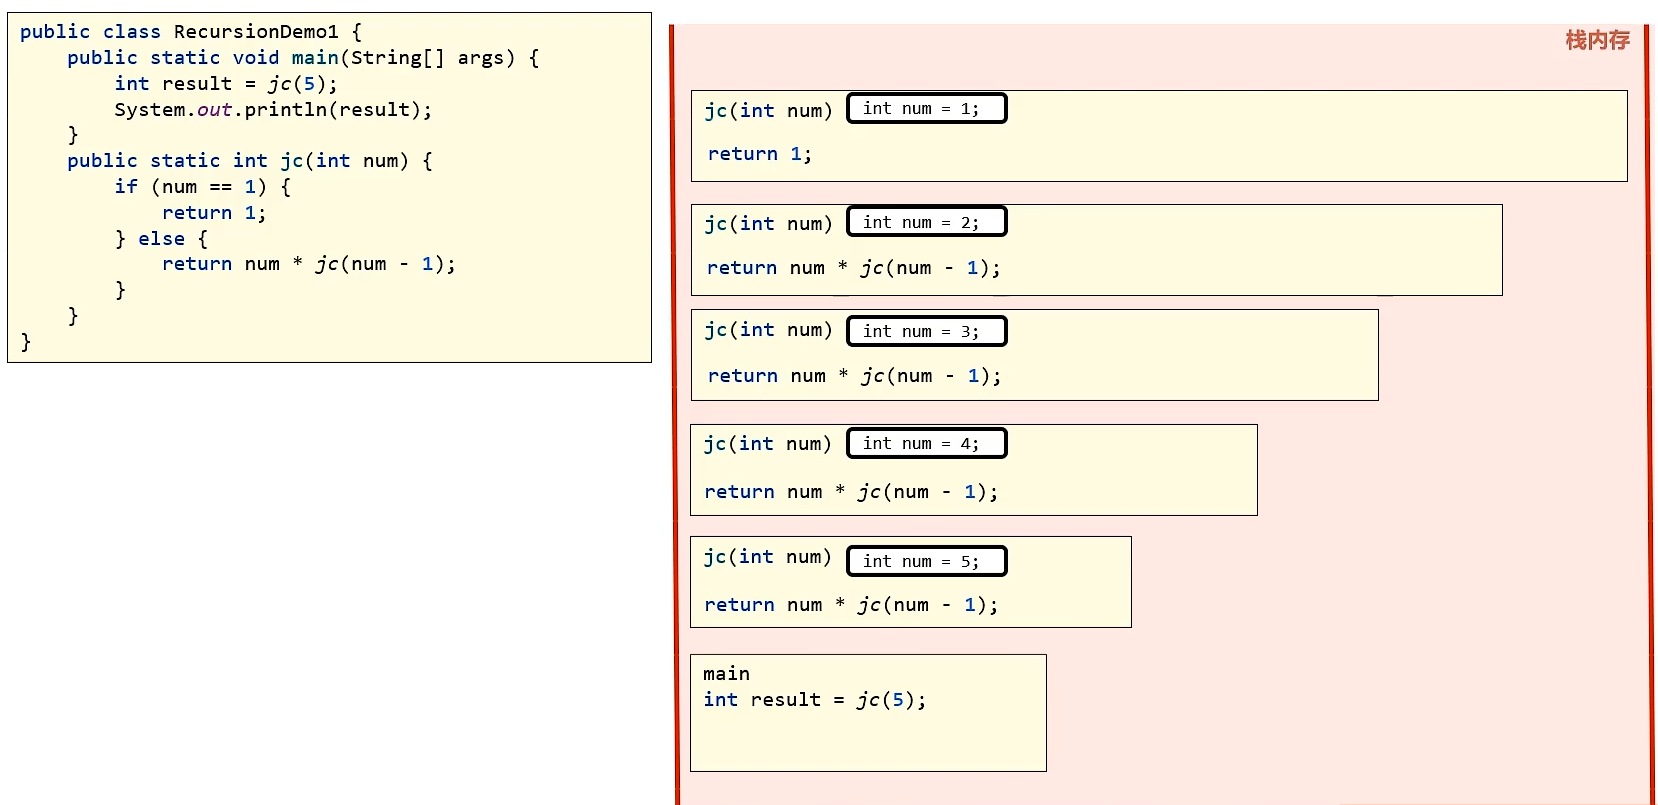 public class RecursionDemo1 {
    public static void main(String[] args) {
        int result = jc(5);
        System.out.println(result);
    }
    public static int jc(int num) {
        if (num == 1) {
            return 1;
        } else {
            return num * jc(num - 1);
        }
    }
}
栈内存
jc(int num) int num = 1;
return 1;
jc(int num) int num = 2;
return num * jc(num - 1);
jc(int num) int num = 3;
return num * jc(num - 1);
jc(int num) int num = 4;
return num * jc(num - 1);
jc(int num) int num = 5;
return num * jc(num - 1);
main
int result = jc(5);